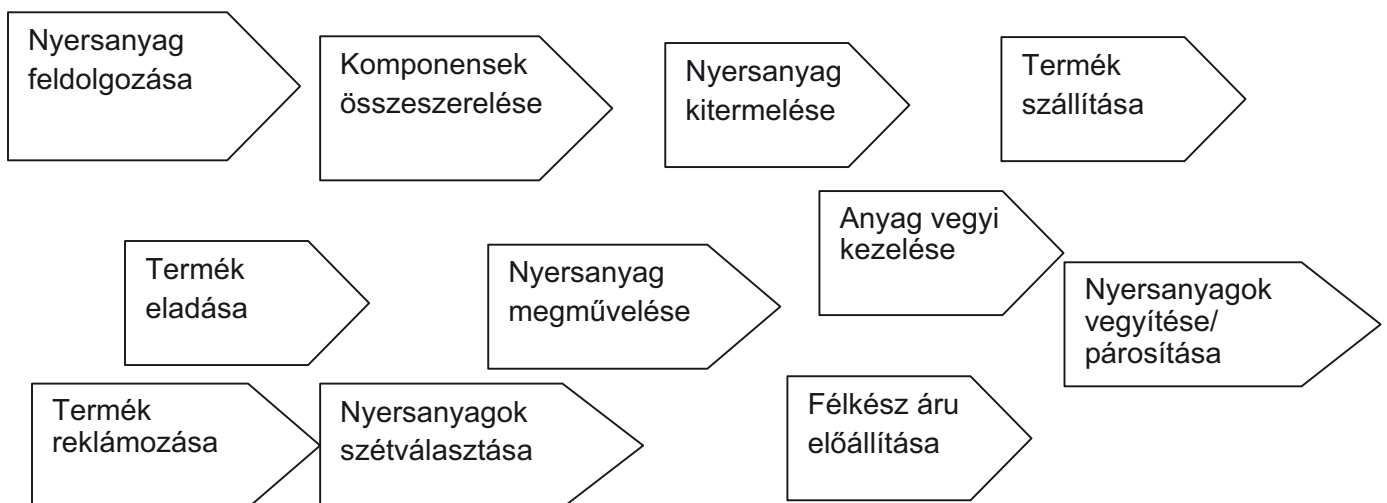 Nyersanyag
feldolgozása
Komponensek
összeszerelése
Nyersanyag
kitermelése
Termék
szállítása
Termék
eladása
Nyersanyag
megművelése
Anyag vegyi
kezelése
Nyersanyagok
vegyítése/
párosítása
Termék
reklámozása
Nyersanyagok
szétválasztása
Félkész áru
előállítása